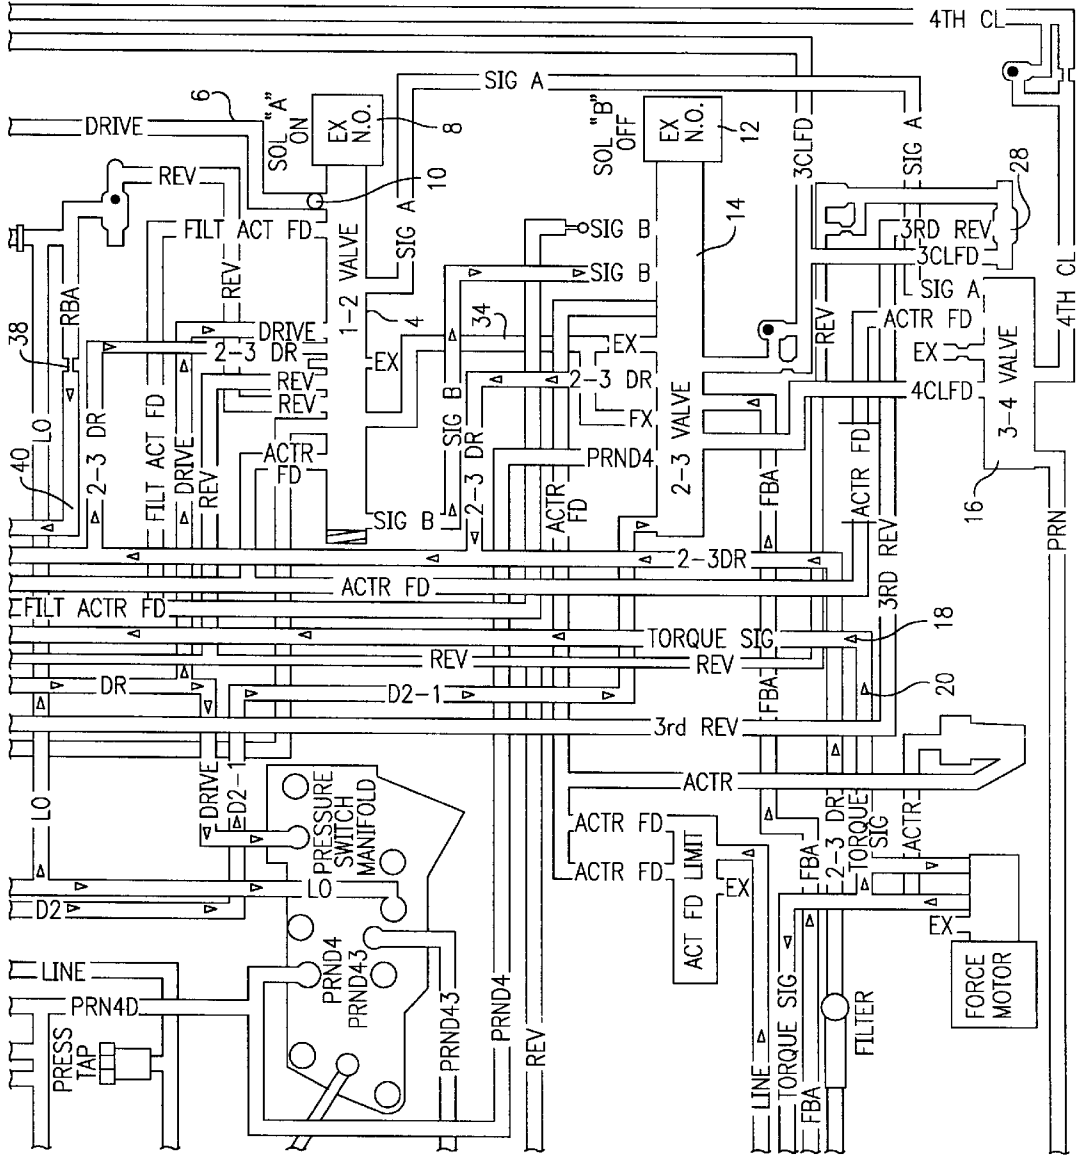 4TH CL
SIG A
6
SOL "A"
ON
EX
N.O.
8
SOL "B"
OFF
EX
N.O.
12
DRIVE
3CLFD
SIG A
28
REV
10
FILT ACT FD
SIG B
14
3RD REV
3CLFD
SIG A
4TH CL
REV
SIG A
1-2 VALVE
SIG B
RBA
38
DRIVE
4
34
2-3 DR
EX
EX
REV
ACTR FD
EX
3-4 VALVE
REV
REV
2-3 DR
FX
4CLFD
LO
40
2-3 DR
FILT ACT FD
DRIVE
REV
ACTR
FD
SIG B
2-3 DR
PRND4
ACTR
FD
2-3 VALVE
FBA
ACTR FD
16
SIG B
PRN
2-3DR
3RD REV
ACTR FD
FILT ACTR FD
TORQUE SIG
18
REV
REV
DR
D2-1
FBA
20
3rd REV
LO
DRIVE
D2-1
PRESSURE
SWITCH
MANIFOLD
ACTR
ACTR FD
2-3 DR
TORQUE
SIG
ACTR
ACTR FD
ACT FD LIMIT
EX
FBA
LO
D2
EX
LINE
PRND4
PRND43
PRN4D
FORCE
MOTOR
PRESS
TAP
PRND43
PRND4
REV
LINE
TORQUE SIG
FBA
FILTER